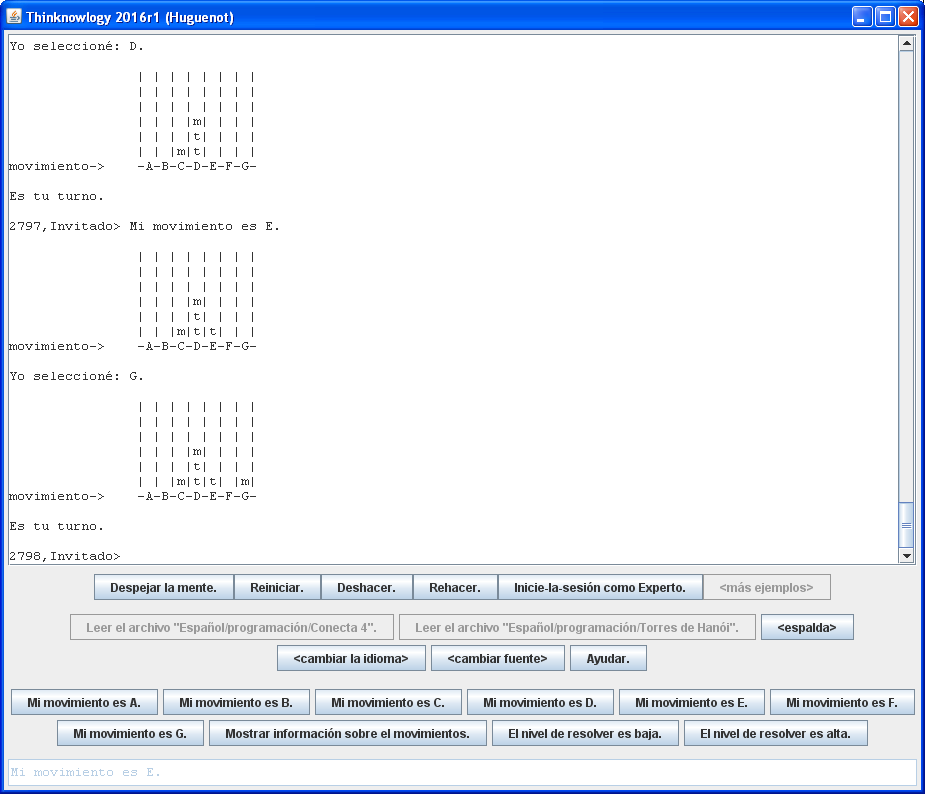 Thinknowlogy 2016r1 (Huguenot)
Yo seleccioné: D.
| | | | | | | |
| | | | | | | |
| | | | | | | |
| | | |m| | | |
| | | |t| | | |
| | |m|t| | | |
movimiento-> -A-B-C-D-E-F-G-
Es tu turno.
2797,Invitado> Mi movimiento es E.
| | | | | | | |
| | | | | | | |
| | | | | | | |
| | | |m| | | |
| | | |t| | | |
| | |m|t|t| | |
movimiento-> -A-B-C-D-E-F-G-
Yo seleccioné: G.
| | | | | | | |
| | | | | | | |
| | | | | | | |
| | | |m| | | |
| | | |t| | | |
| | |m|t|t| |m|
movimiento-> -A-B-C-D-E-F-G-
Es tu turno.
2798,Invitado>
Despejar la mente. Reiniciar. Deshacer. Rehacer. Inicie-la-sesión como Experto. <más ejemplos>
Leer el archivo "Español/programación/Conecta 4". Leer el archivo "Español/programación/Torres de Hanói". <espalda>
<cambiar la idioma> <cambiar fuente> Ayudar.
Mi movimiento es A. Mi movimiento es B. Mi movimiento es C. Mi movimiento es D. Mi movimiento es E. Mi movimiento es F.
Mi movimiento es G. Mostrar información sobre el movimientos. El nivel de resolver es baja. El nivel de resolver es alta.
Mi movimiento es E.